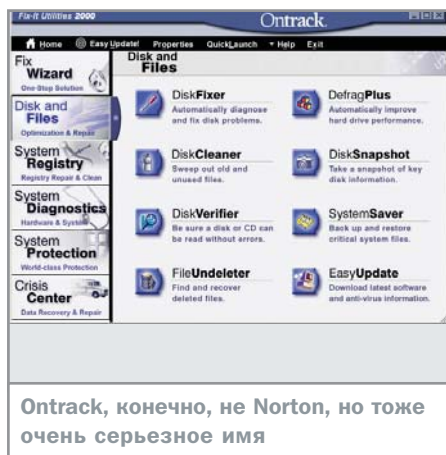 Fix-It Utilities 2000
Ontrack
Home Easy Update! Properties QuickLaunch Help Exit
Fix Wizard
One-Stop Solution
Disk and Files
Optimization & Repair
System Registry
Registry Repair & Clean
System Diagnostics
Hardware & System
System Protection
World-class Protection
Crisis Center
Data Recovery & Repair
Disk and Files
DiskFixer
Automatically diagnose
and fix disk problems.
DefragPlus
Automatically improve
hard drive performance.
DiskCleaner
Sweep out old and
unused files.
DiskSnapshot
Take a snapshot of key
disk information.
DiskVerifier
Be sure a disk or CD can
be read without errors.
SystemSaver
Back up and restore
critical system files.
FileUndeleter
Find and recover
deleted files.
EasyUpdate
Download latest software
and anti-virus information.
Ontrack, конечно, не Norton, но тоже
очень серьезное имя